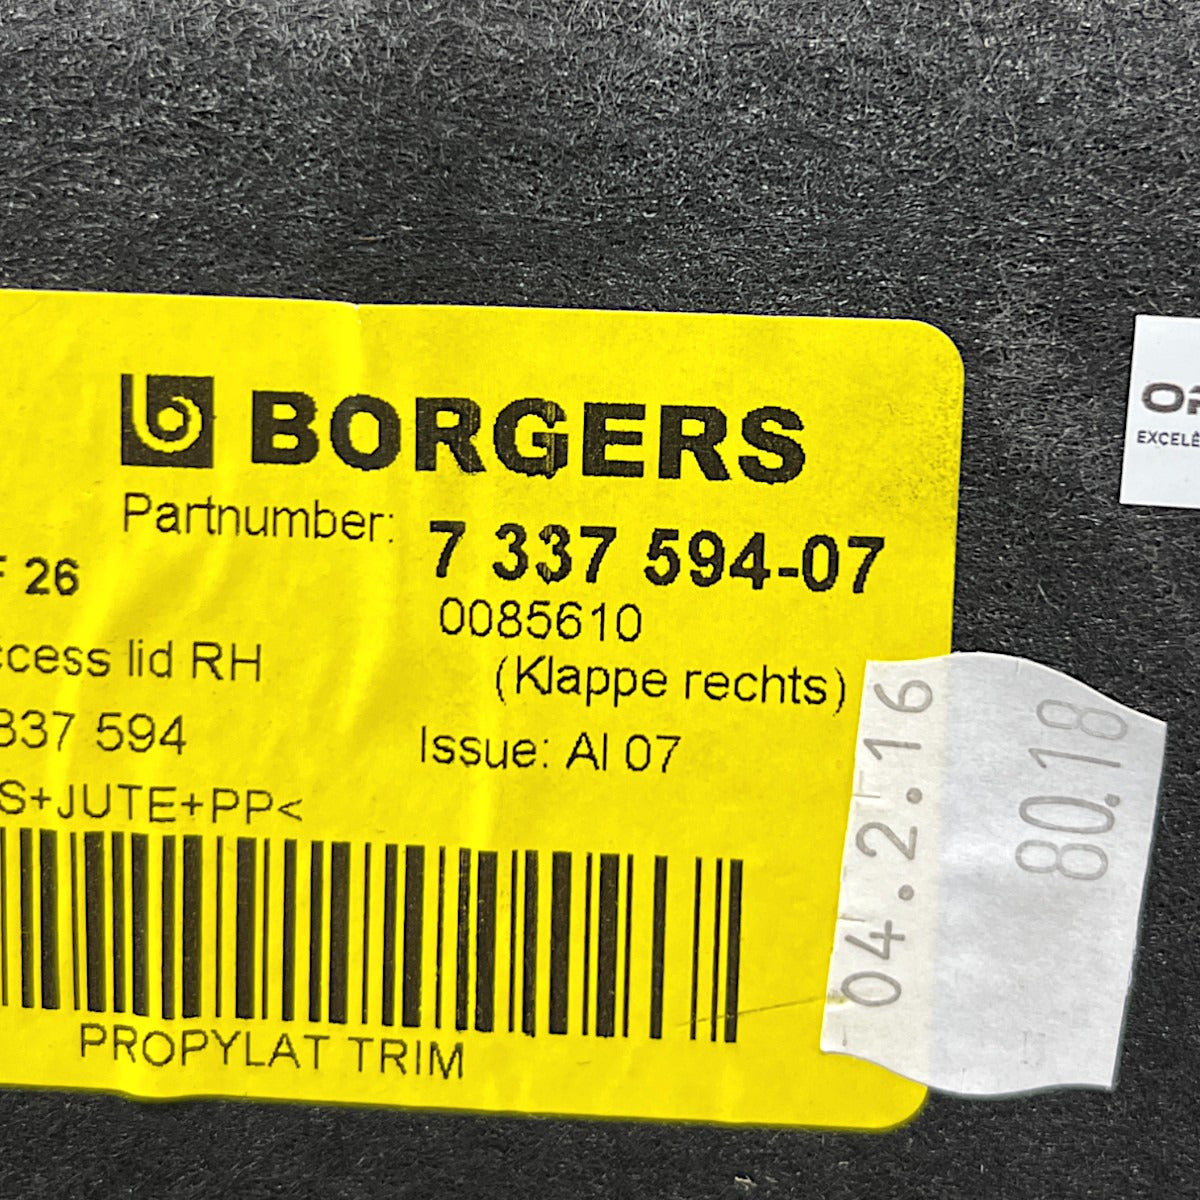 BORGERS
Partnumber: 7 337 594-07
26
0085610
lid RH
(Klappe rechts)
337 594
Issue: AI 07
S+JUTE+PP<
PROPYLAT TRIM
04.2.16
80.18